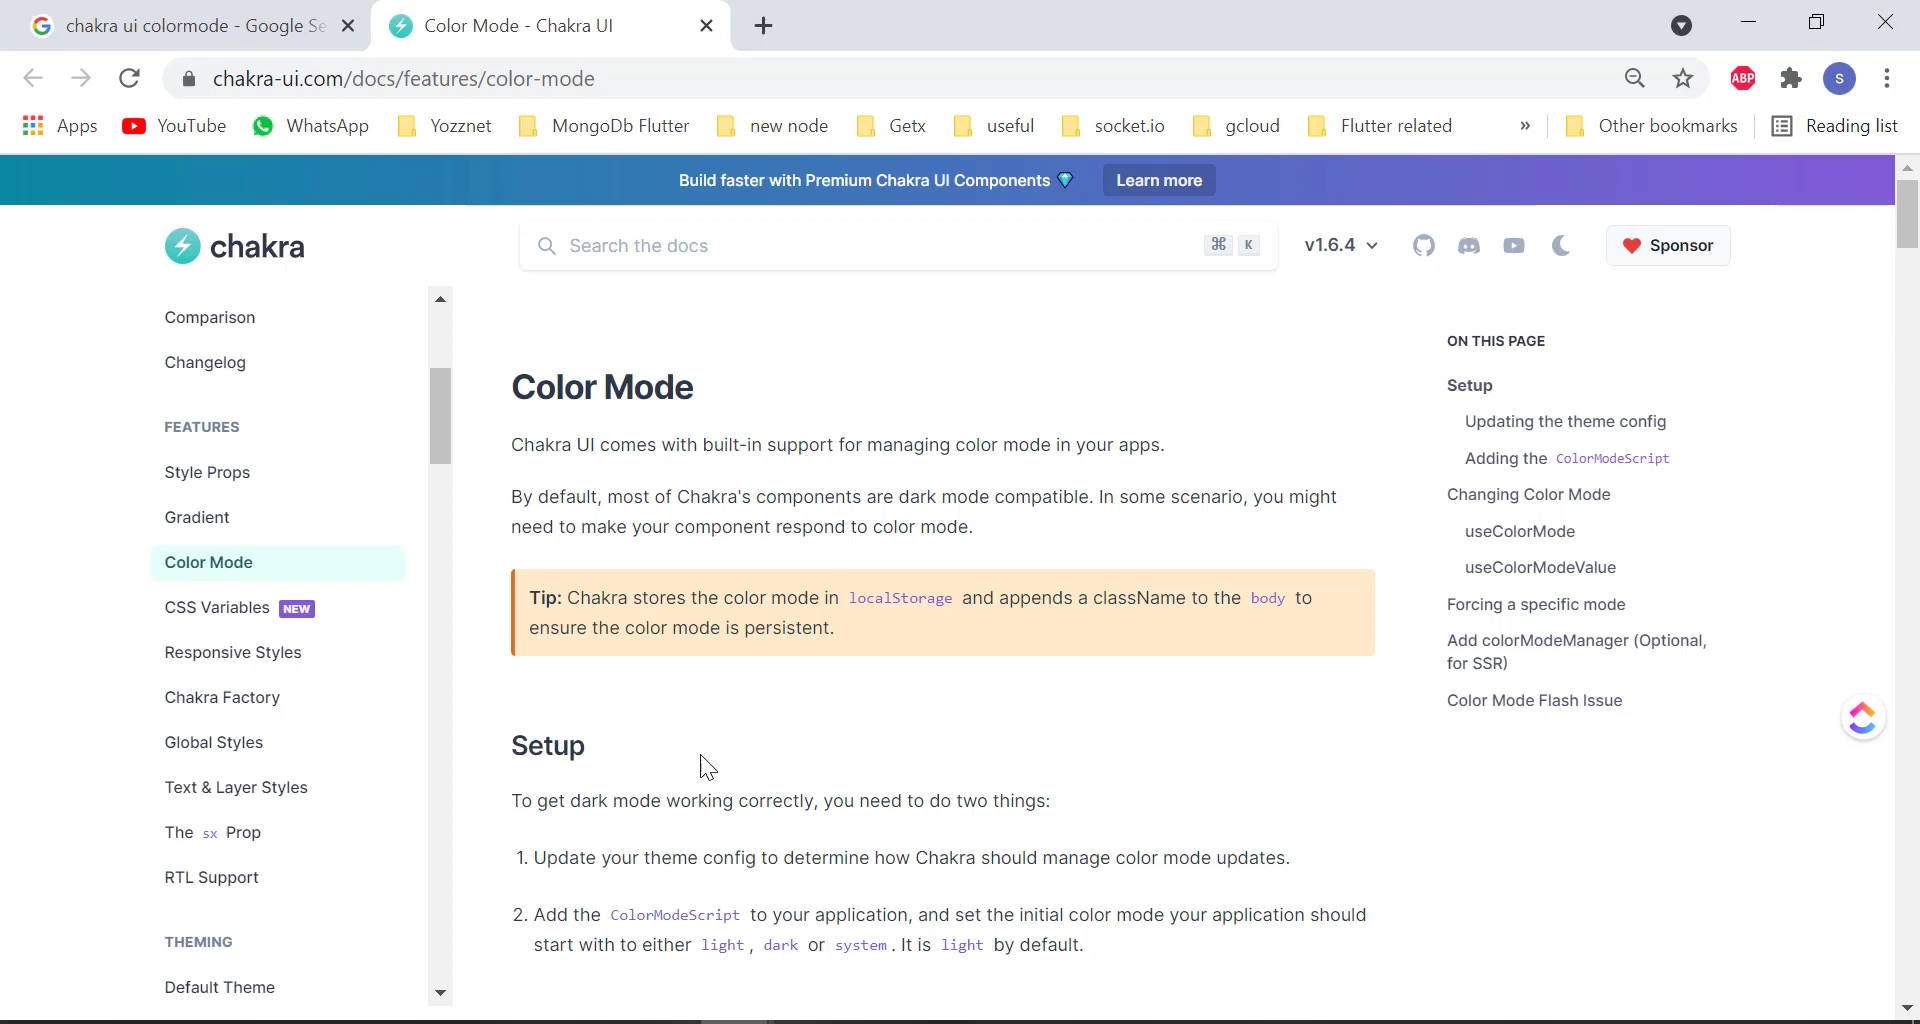 chakra ui colormode - Google Se
Color Mode - Chakra UI
chakra-ui.com/docs/features/color-mode
ABP
S
Apps
YouTube
WhatsApp
Yozznet
MongoDb Flutter
new node
Getx
useful
socket.io
gcloud
Flutter related
»
Other bookmarks
Reading list
Build faster with Premium Chakra UI Components
Learn more
chakra
Search the docs
⌘ K
v1.6.4
Sponsor
Comparison
Changelog
FEATURES
Style Props
Gradient
Color Mode
CSS Variables NEW
Responsive Styles
Chakra Factory
Global Styles
Text & Layer Styles
The sx Prop
RTL Support
THEMING
Default Theme
Color Mode
Chakra UI comes with built-in support for managing color mode in your apps.
By default, most of Chakra's components are dark mode compatible. In some scenario, you might
need to make your component respond to color mode.
Tip: Chakra stores the color mode in localStorage and appends a className to the body to
ensure the color mode is persistent.
Setup
To get dark mode working correctly, you need to do two things:
1. Update your theme config to determine how Chakra should manage color mode updates.
2. Add the ColorModeScript to your application, and set the initial color mode your application should
start with to either light, dark or system. It is light by default.
ON THIS PAGE
Setup
Updating the theme config
Adding the ColorModeScript
Changing Color Mode
useColorMode
useColorModeValue
Forcing a specific mode
Add colorModeManager (Optional,
for SSR)
Color Mode Flash Issue